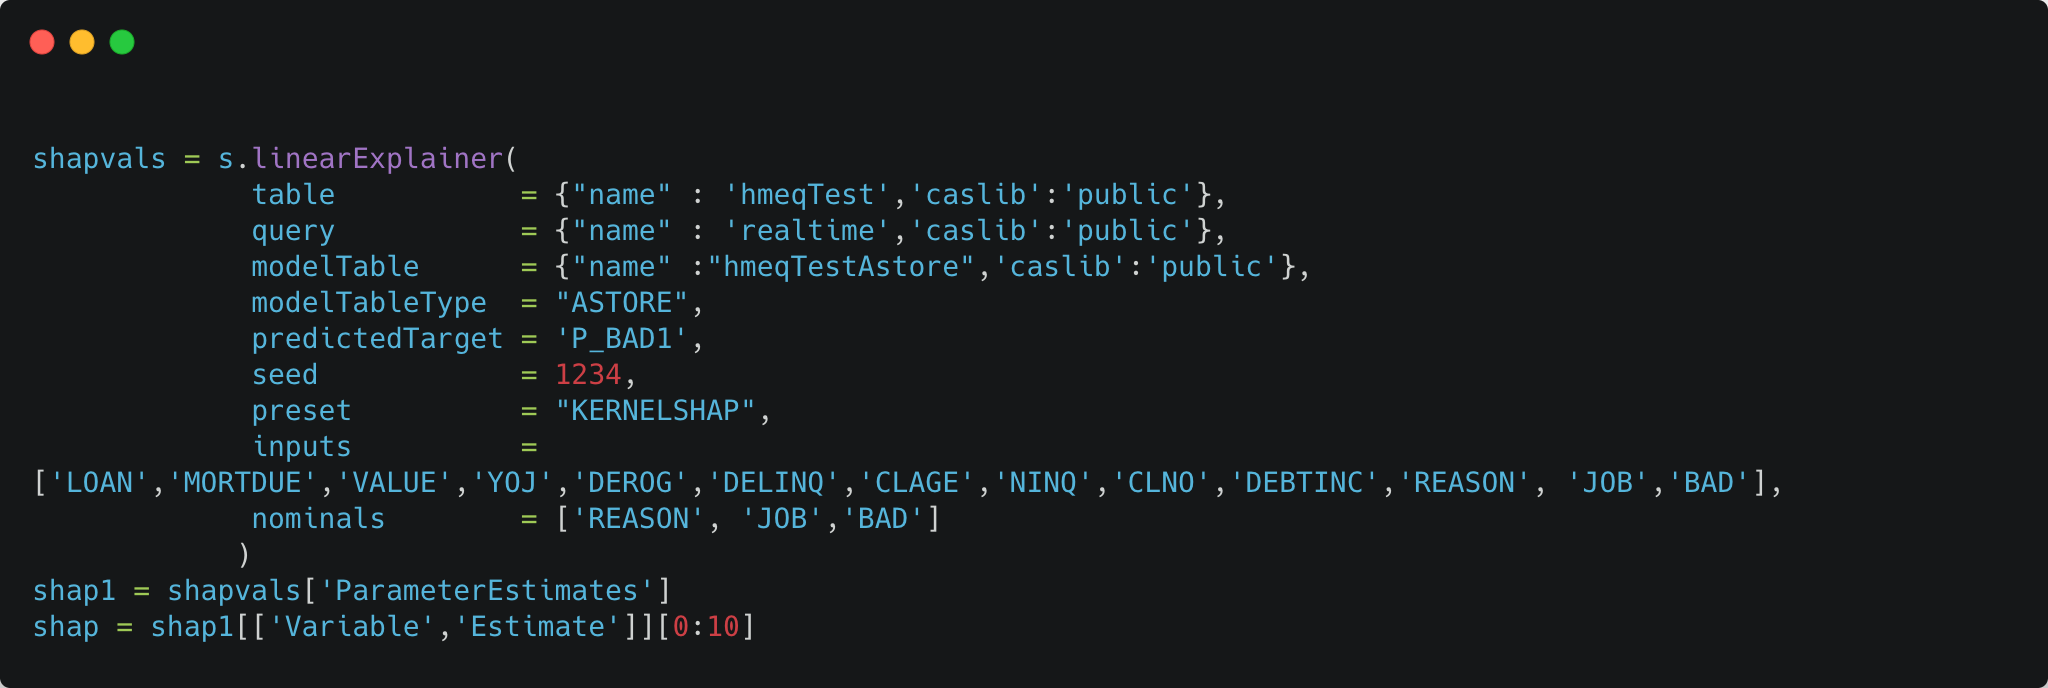 shapvals = s.linearExplainer(
             table           = {"name" : 'hmeqTest','caslib':'public'},
             query           = {"name" : 'realtime','caslib':'public'},
             modelTable      = {"name" :"hmeqTestAstore",'caslib':'public'},
             modelTableType  = "ASTORE",
             predictedTarget = 'P_BAD1',
             seed            = 1234,
             preset          = "KERNELSHAP",
             inputs          =
['LOAN','MORTDUE','VALUE','YOJ','DEROG','DELINQ','CLAGE','NINQ','CLNO','DEBTINC','REASON', 'JOB','BAD'],
             nominals        = ['REASON', 'JOB','BAD']
            )
shap1 = shapvals['ParameterEstimates']
shap = shap1[['Variable','Estimate']][0:10]